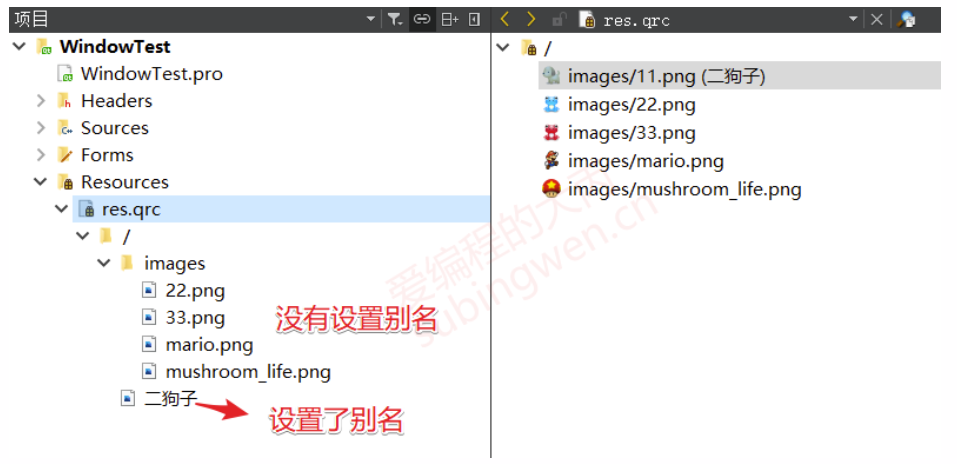 项目
WindowTest
WindowTest.pro
Headers
Sources
Forms
Resources
res.qrc
/
images
22.png
33.png
mario.png
mushroom_life.png
二狗子
没有设置别名
设置了别名
res.qrc
/
images/11.png (二狗子)
images/22.png
images/33.png
images/mario.png
images/mushroom_life.png
爱编程的大丙
subingwen.cn